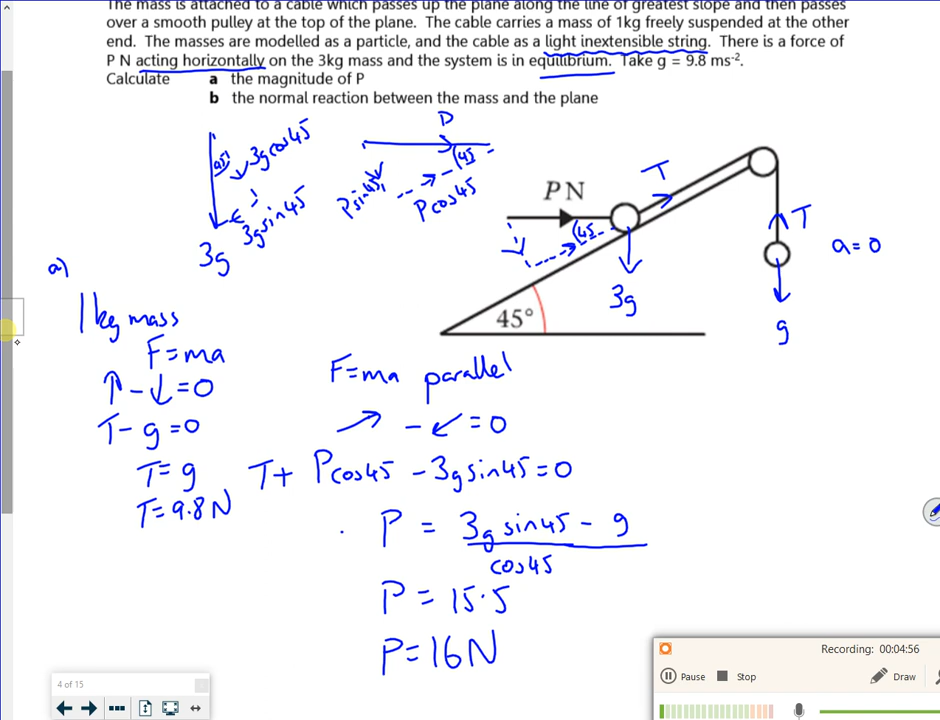 The mass is attached to a cable which passes up the plane along the line of greatest slope and then passes
over a smooth pulley at the top of the plane. The cable carries a mass of 1kg freely suspended at the other
end. The masses are modelled as a particle, and the cable as a light inextensible string. There is a force of
P N acting horizontally on the 3kg mass and the system is in equilibrium. Take g = 9.8 ms⁻².
Calculate a the magnitude of P
b the normal reaction between the mass and the plane
45
3gcos45
3gsin45
3g
P
45
Psin45
Pcos45
P N
45
T
T
a=0
3g
g
45°
a)
1kg mass
F=ma
↑-↓=0
T-g=0
T=g
T=9.8N
F=ma parallel
↗ - ↙ = 0
T+ Pcos45 - 3gsin45=0
P = 3gsin45 - g
cos45
P = 15.5
P=16N
Recording: 00:04:56
Pause Stop Draw
4 of 15